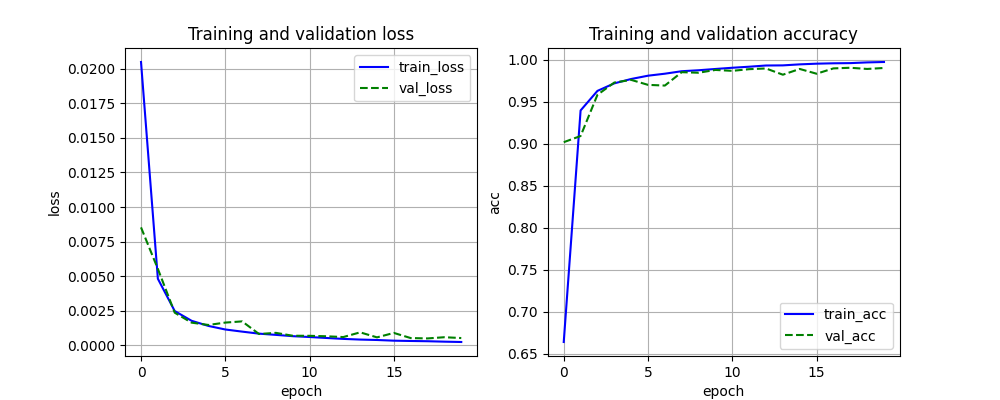 Training and validation loss
0.0200
0.0175
0.0150
0.0125
0.0100
0.0075
0.0050
0.0025
0.0000
loss
train_loss
val_loss
0 5 10 15
epoch
Training and validation accuracy
1.00
0.95
0.90
0.85
0.80
0.75
0.70
0.65
acc
train_acc
val_acc
0 5 10 15
epoch